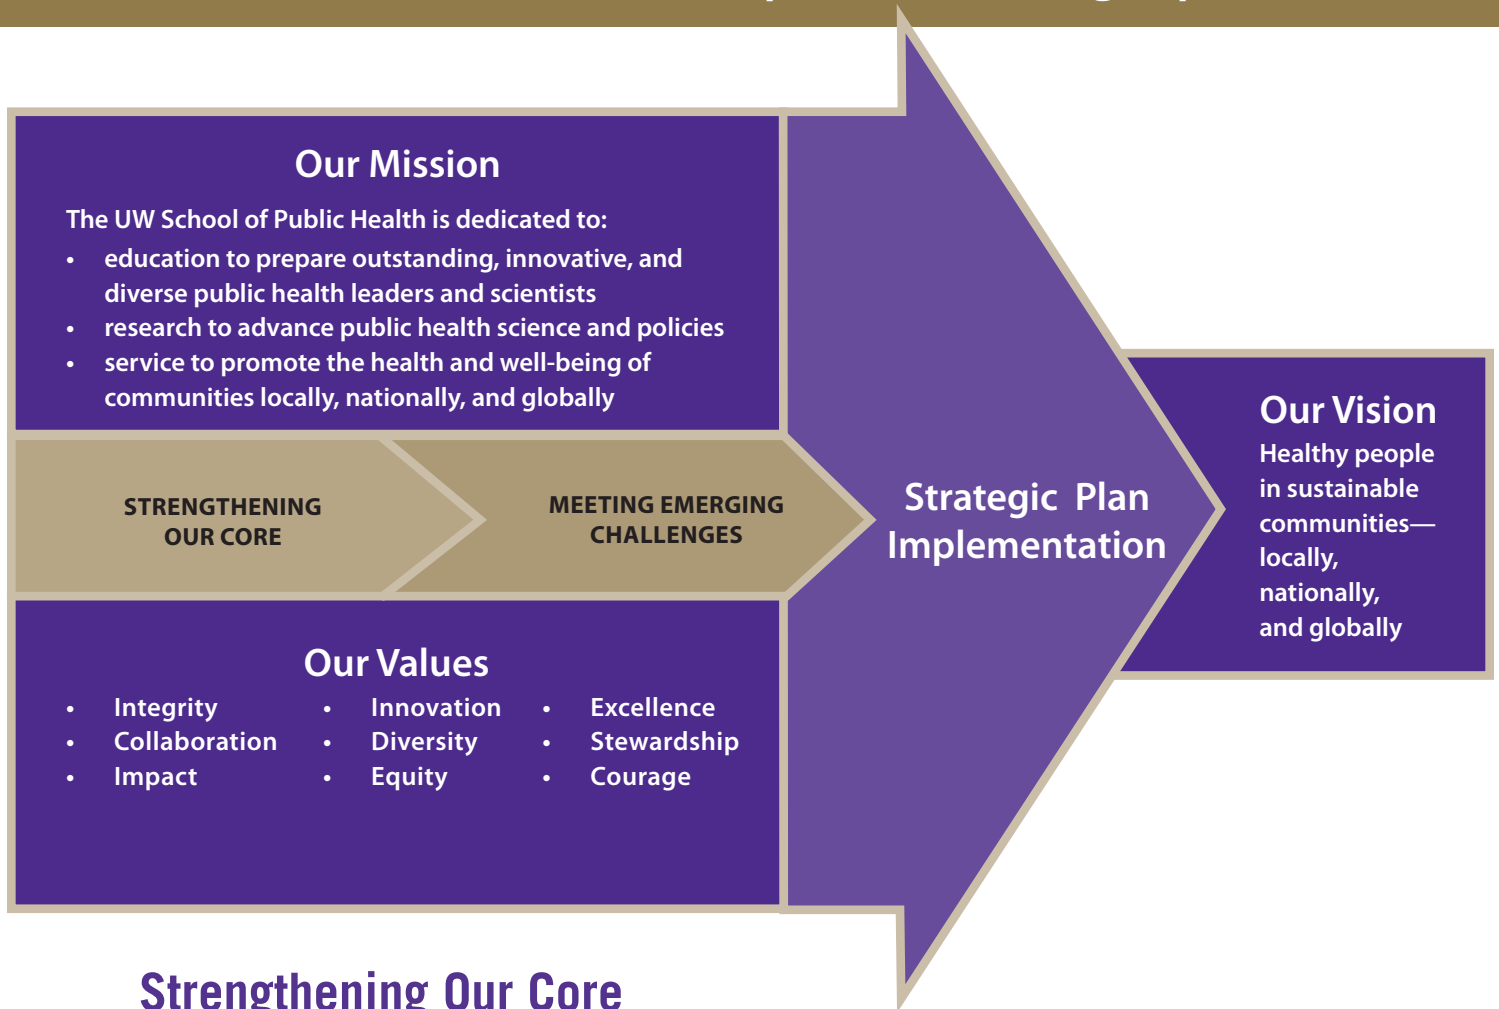 Our Mission
The UW School of Public Health is dedicated to:
• education to prepare outstanding, innovative, and
diverse public health leaders and scientists
• research to advance public health science and policies
• service to promote the health and well-being of
communities locally, nationally, and globally
STRENGTHENING
OUR CORE
MEETING EMERGING
CHALLENGES
Strategic Plan
Implementation
Our Vision
Healthy people
in sustainable
communities—
locally,
nationally,
and globally
Our Values
• Integrity • Innovation • Excellence
• Collaboration • Diversity • Stewardship
• Impact • Equity • Courage
Strengthening Our Core